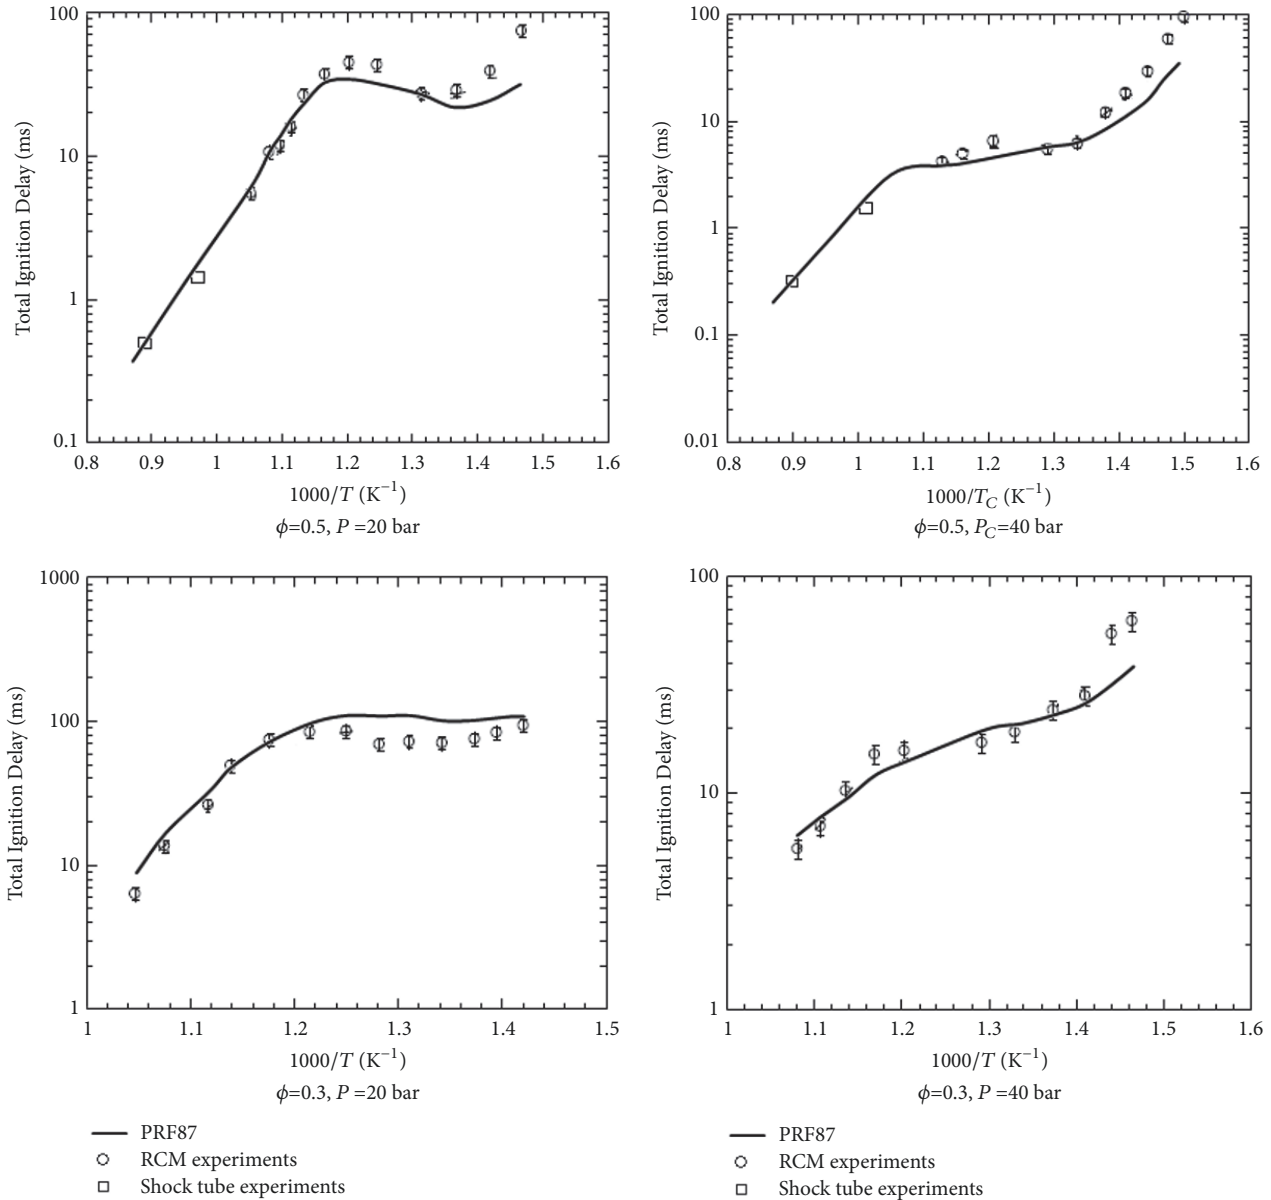 100
10
1
0.1
Total Ignition Delay (ms)
0.8 0.9 1 1.1 1.2 1.3 1.4 1.5 1.6
1000/T (K⁻¹)
ϕ=0.5, P =20 bar
100
10
1
0.1
0.01
Total Ignition Delay (ms)
0.8 0.9 1 1.1 1.2 1.3 1.4 1.5 1.6
1000/T_C (K⁻¹)
ϕ=0.5, P_C=40 bar
1000
100
10
1
Total Ignition Delay (ms)
1 1.1 1.2 1.3 1.4 1.5
1000/T (K⁻¹)
ϕ=0.3, P =20 bar
PRF87
RCM experiments
Shock tube experiments
100
10
1
Total Ignition Delay (ms)
1 1.1 1.2 1.3 1.4 1.5 1.6
1000/T (K⁻¹)
ϕ=0.3, P =40 bar
PRF87
RCM experiments
Shock tube experiments